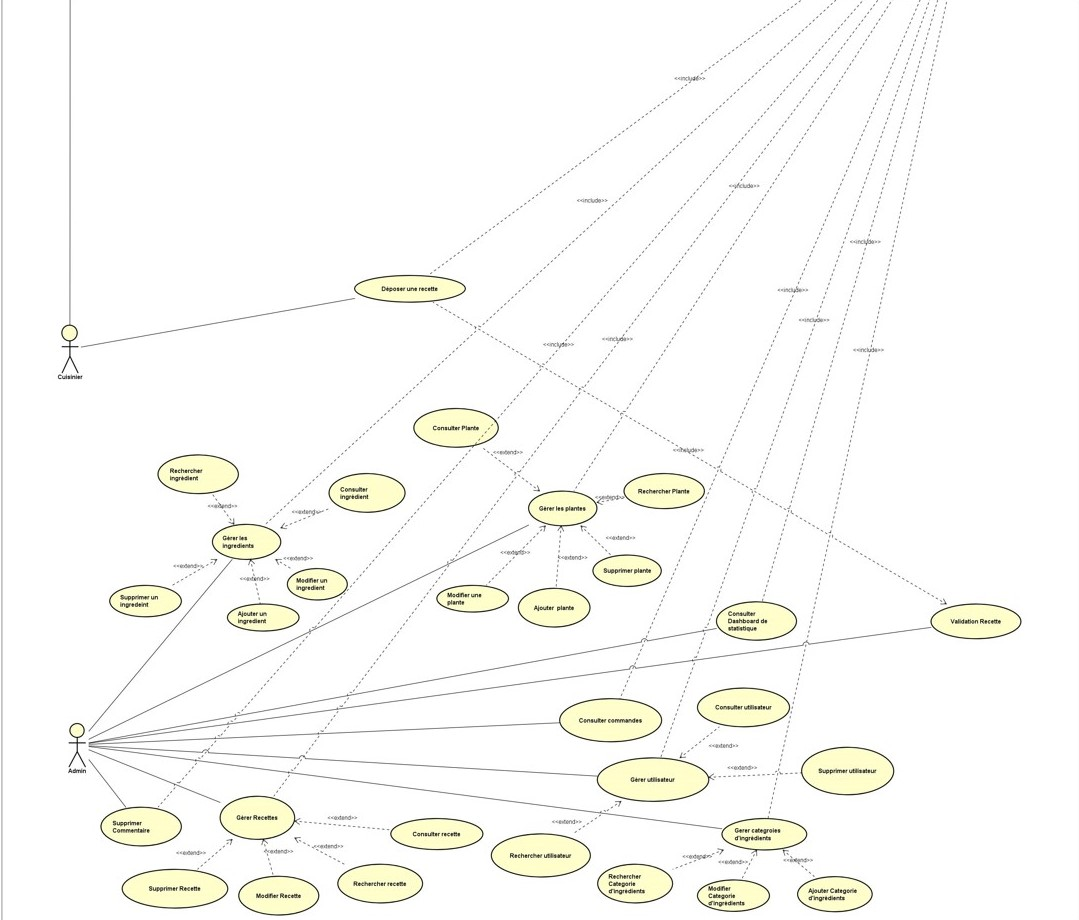 <<include>>
<<include>>
<<include>>
<<include>>
Déposer une recette
<<include>>
<<include>>
Cuisinier
<<include>>
<<include>>
<<include>>
Consulter Plante
<<include>>
<<extend>>
Rechercher
ingrédient
Consulter
ingrédient
Rechercher Plante
<<extend>>
<<extend>>
<<extend>>
Gérer les plantes
Gérer les
ingredients
<<extend>>
<<extend>>
<<extend>>
<<extend>>
<<extend>>
<<extend>>
Supprimer plante
Modifier un
ingredient
Supprimer un
ingredeint
Modifier une
plante
Ajouter plante
Ajouter un
ingredient
Consulter
Dashboard de
statistique
Validation Recette
Consulter utilisateur
Consulter commandes
<<extend>>
Admin
Gérer utilisateur
<<extend>>
Supprimer utilisateur
Gérer Recettes
<<extend>>
<<extend>>
Supprimer
Commentaire
Consulter recette
Gerer categroies
d'ingrédients
<<extend>>
<<extend>>
<<extend>>
Rechercher utilisateur
<<extend>>
<<extend>>
<<extend>>
Supprimer Recette
Modifier Recette
Rechercher recette
Rechercher
Categorie
d'ingrédients
Modifier
Categorie
d'ingrédients
Ajouter Categorie
d'ingrédients